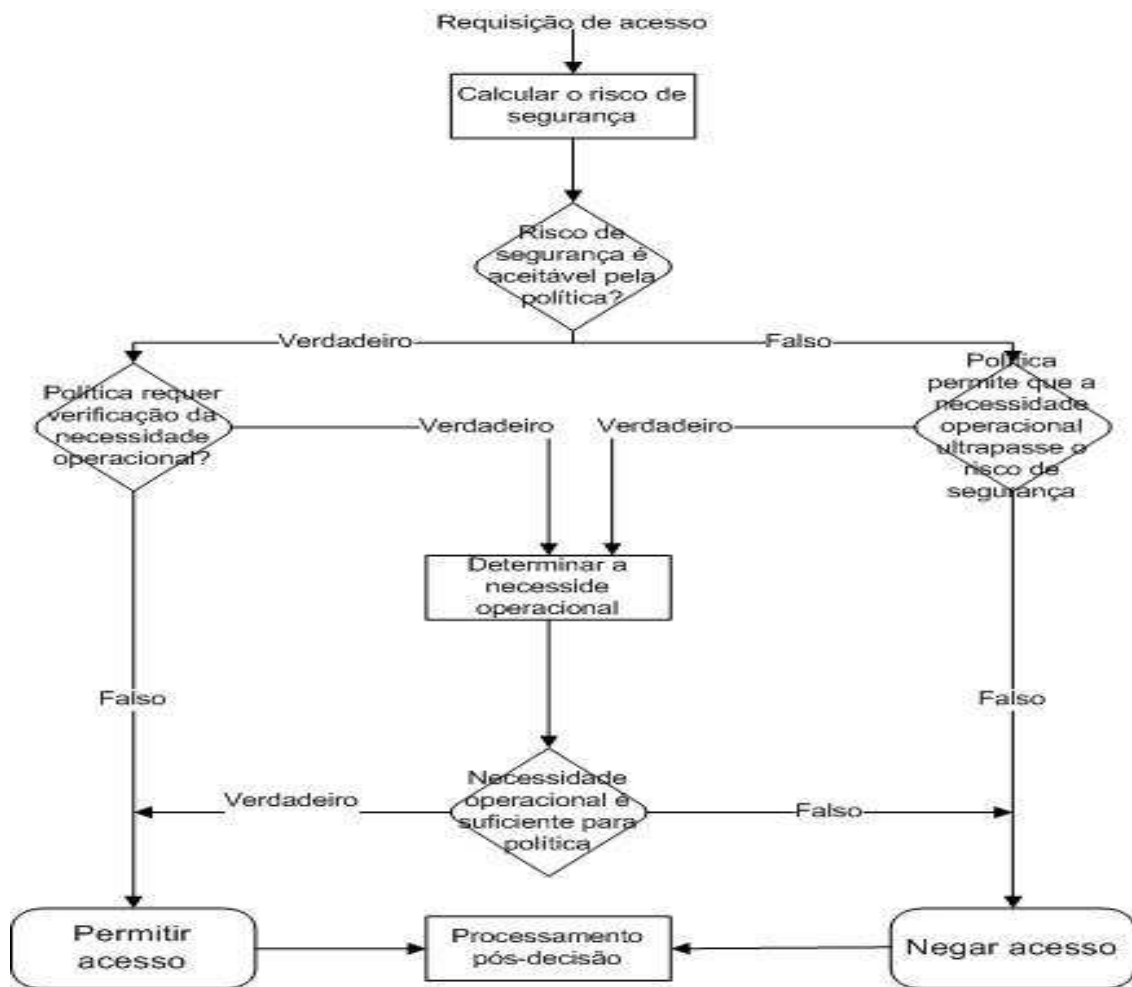 Requisição de acesso
Calcular o risco de
segurança
Risco de
segurança é
aceitável pela
política?
Verdadeiro
Falso
Política requer
verificação da
necessidade
operacional?
Verdadeiro
Verdadeiro
Política
permite que a
necessidade
operacional
ultrapasse o
risco de
segurança
Determinar a
necesside
operacional
Falso
Falso
Necessidade
operacional é
suficiente para
política
Verdadeiro
Falso
Permitir
acesso
Processamento
pós-decisão
Negar acesso